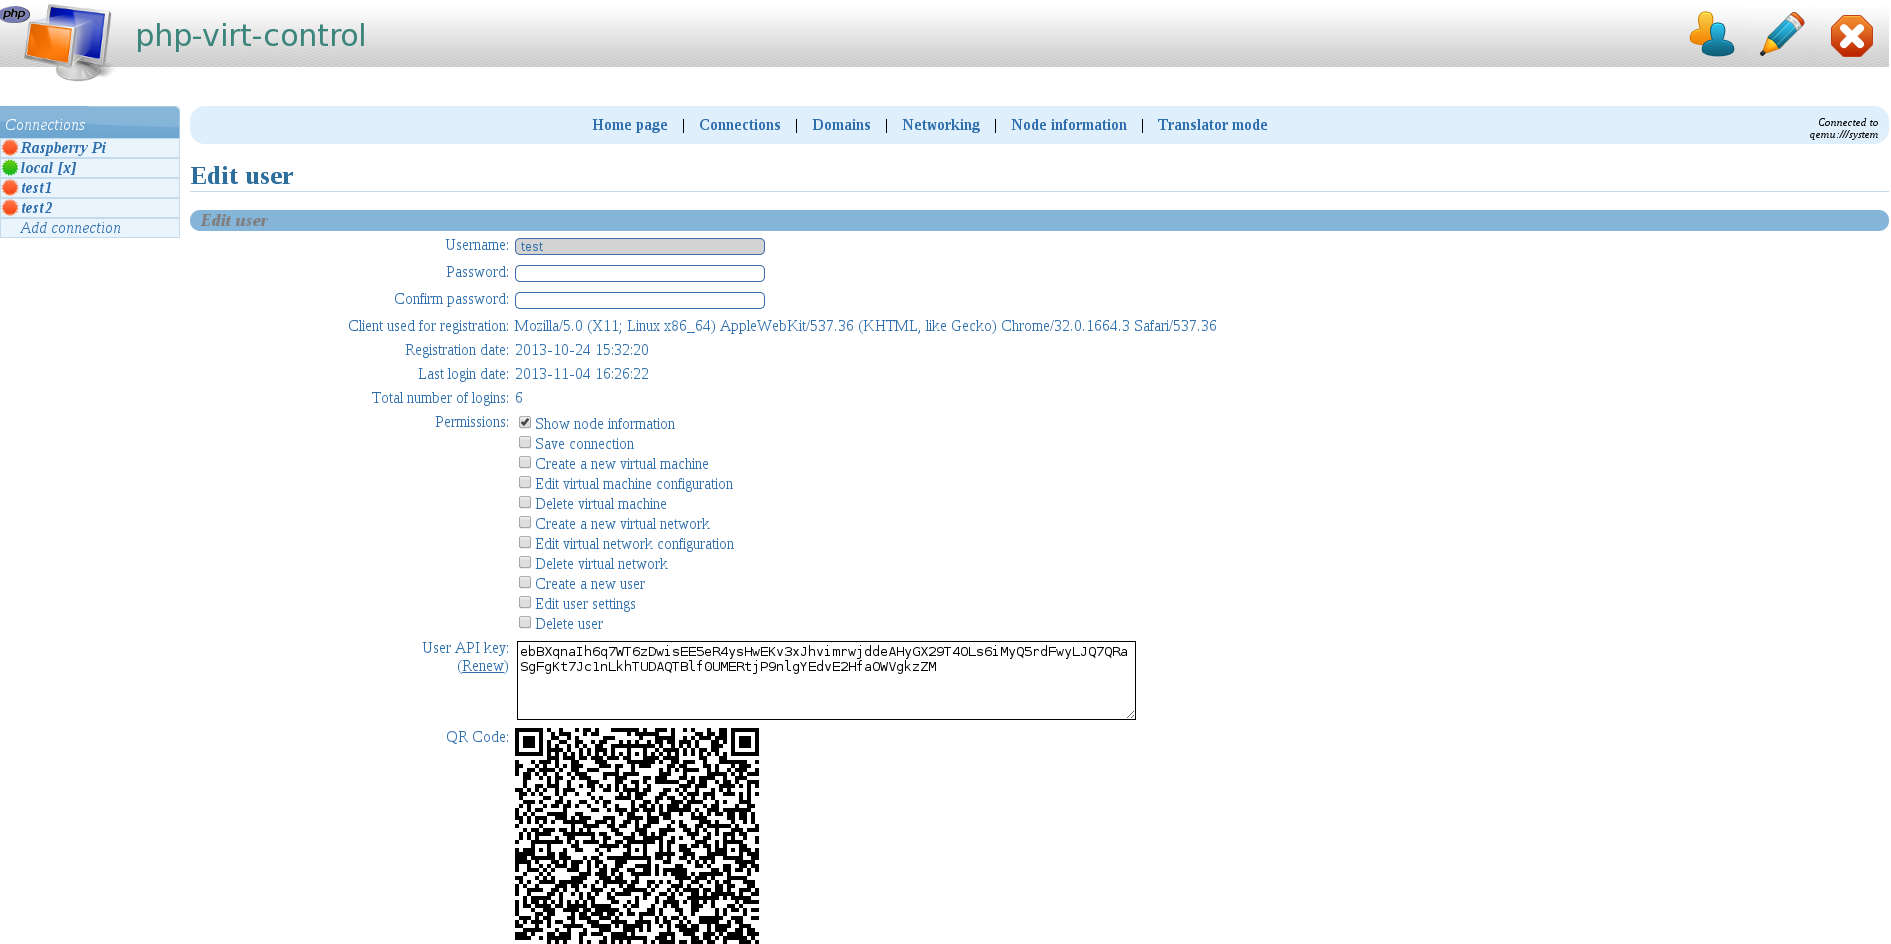 php
php-virt-control
Connections
Raspberry Pi
local [x]
test1
test2
Add connection
Home page | Connections | Domains | Networking | Node information | Translator mode
Connected to
qemu:///system
Edit user
Edit user
Username: test
Password:
Confirm password:
Client used for registration: Mozilla/5.0 (X11; Linux x86_64) AppleWebKit/537.36 (KHTML, like Gecko) Chrome/32.0.1664.3 Safari/537.36
Registration date: 2013-10-24 15:32:20
Last login date: 2013-11-04 16:26:22
Total number of logins: 6
Permissions: Show node information
Save connection
Create a new virtual machine
Edit virtual machine configuration
Delete virtual machine
Create a new virtual network
Edit virtual network configuration
Delete virtual network
Create a new user
Edit user settings
Delete user
User API key: ebBXqnaIh6q7WT6zDwisEE5eR4ysHwEKv3xJhvimrwjddeAHyGX29T4OLs6iMyQ5rdFwyLJQ7QRa
(Renew) SgFgKt7Jc1nLkhTUDAQTBlf0UMERtjP9nlgYEdvE2HfaOWVgkzZM
QR Code: